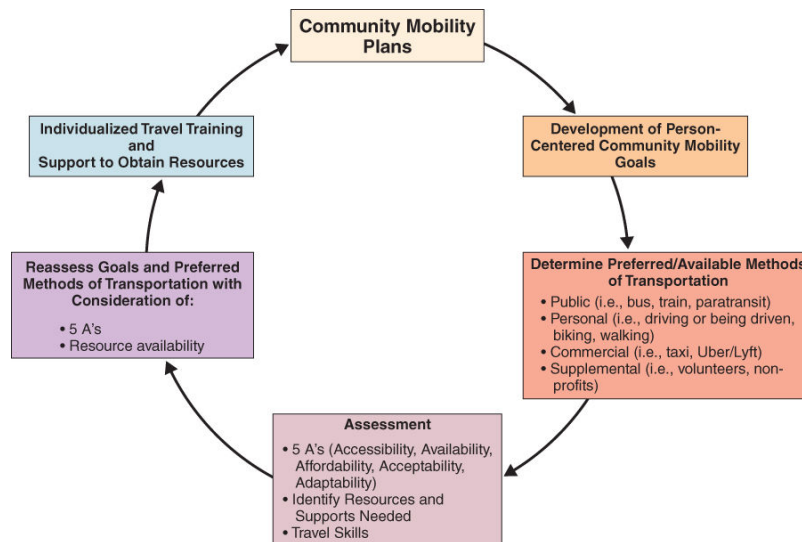 Community Mobility
Plans
Development of Person-
Centered Community Mobility
Goals
Determine Preferred/Available Methods
of Transportation
• Public (i.e., bus, train, paratransit)
• Personal (i.e., driving or being driven,
biking, walking)
• Commercial (i.e., taxi, Uber/Lyft)
• Supplemental (i.e., volunteers, non-
profits)
Assessment
• 5 A's (Accessibility, Availability,
Affordability, Acceptability,
Adaptability)
• Identify Resources and
Supports Needed
• Travel Skills
Reassess Goals and Preferred
Methods of Transportation with
Consideration of:
• 5 A's
• Resource availability
Individualized Travel Training
and
Support to Obtain Resources